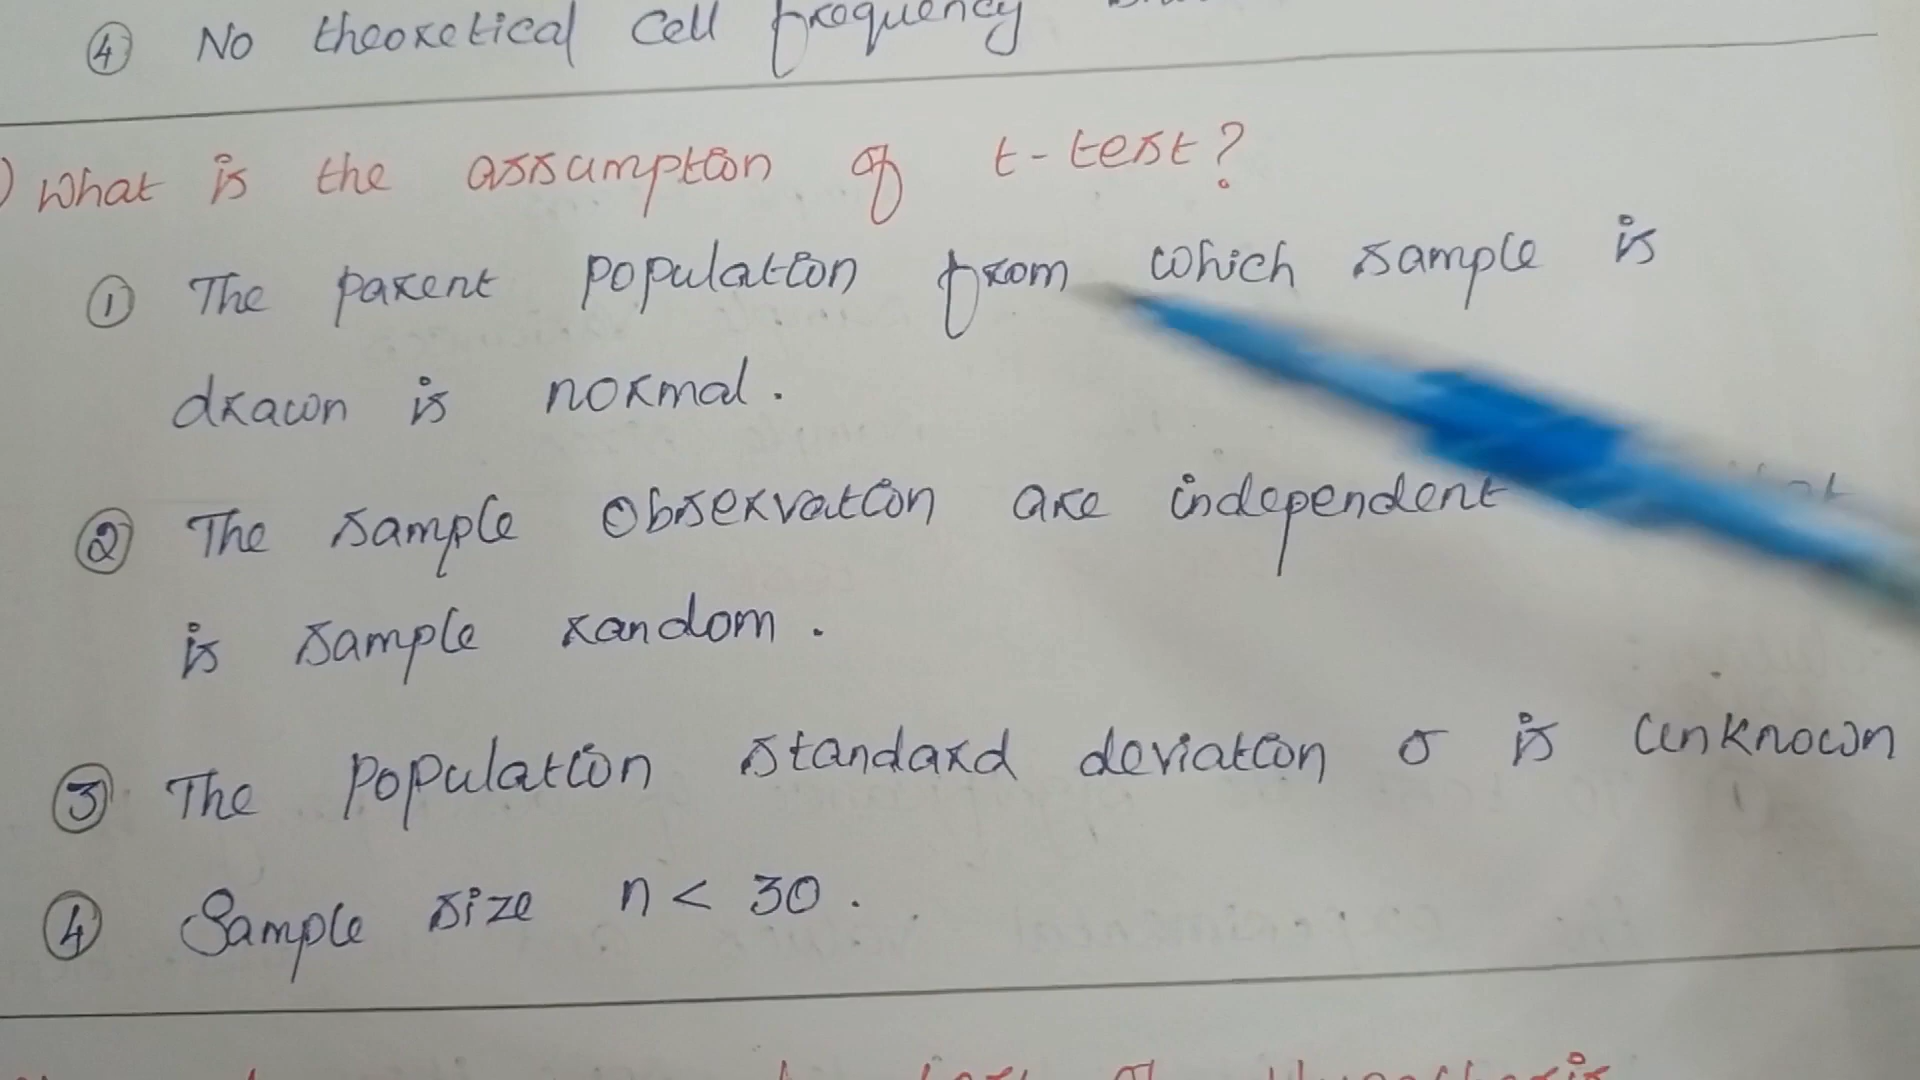 ④ No theoretical cell frequency
) What is the assumption of t-test?
① The parent population from which sample is
drawn is normal.
② The sample observation are independent
is sample random.
③ The population standard deviation σ is unknown
④ Sample size n < 30.